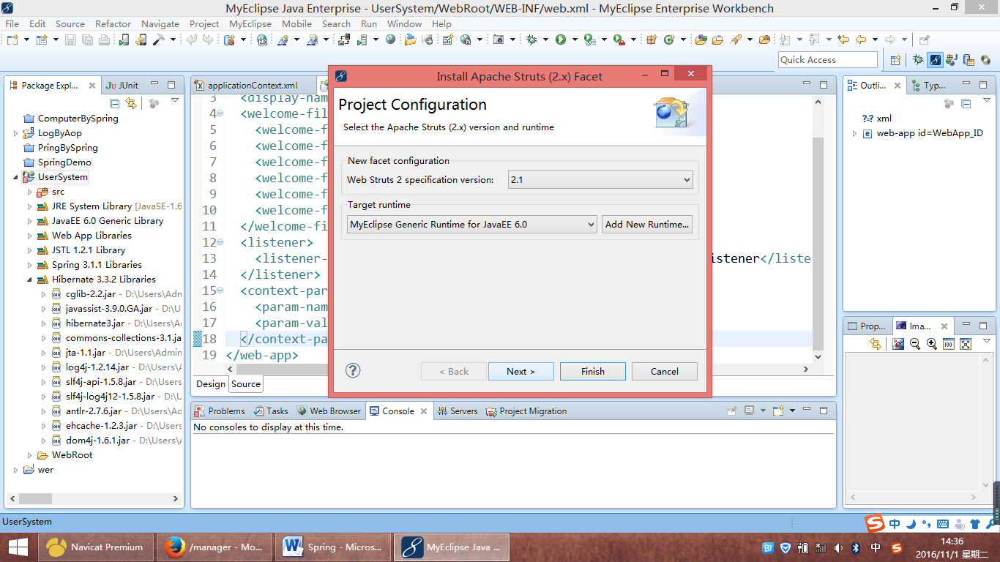 MyEclipse Java Enterprise - UserSystem/WebRoot/WEB-INF/web.xml - MyEclipse Enterprise Workbench
File Edit Source Refactor Navigate Project MyEclipse Mobile Search Run Window Help
Quick Access
Package Expl...
JUnit
ComputerBySpring
LogByAop
PringBySpring
SpringDemo
UserSystem
src
JRE System Library [JavaSE-1.6
JavaEE 6.0 Generic Library
Web App Libraries
JSTL 1.2.1 Library
Spring 3.1.1 Libraries
Hibernate 3.3.2 Libraries
cglib-2.2.jar - D:\Users\Adn
javassist-3.9.0.GA.jar - D:\U
hibernate3.jar - D:\Users\A
commons-collections-3.1.ja
jta-1.1.jar - D:\Users\Admin
log4j-1.2.14.jar - D:\Users\
slf4j-api-1.5.8.jar - D:\Users
slf4j-log4j12-1.5.8.jar - D:\
antlr-2.7.6.jar - D:\Users\Ad
ehcache-1.2.3.jar - D:\Users
dom4j-1.6.1.jar - D:\Users\
WebRoot
wer
applicationContext.xml
3 <display-nam
4 <welcome-fil
5 <welcome-f
6 <welcome-f
7 <welcome-f
8 <welcome-f
9 <welcome-f
10 <welcome-f
11 </welcome-fi
12 <listener>
13 <listener- istener</liste
14 </listener>
15 <context-par
16 <param-nam
17 <param-val
18 </context-pa
19 </web-app>
Design Source
Install Apache Struts (2.x) Facet
Project Configuration
Select the Apache Struts (2.x) version and runtime
New facet configuration
Web Struts 2 specification version: 2.1
Target runtime
MyEclipse Generic Runtime for JavaEE 6.0 Add New Runtime...
? < Back Next > Finish Cancel
Outli...
Typ...
?-? xml
e web-app id=WebApp_ID
Prop...
Ima...
Problems Tasks Web Browser Console Servers Project Migration
No consoles to display at this time.
UserSystem
中
Navicat Premium
/manager - Mo...
Spring - Micros...
MyEclipse Java ...
中
14:36
2016/11/1 星期二